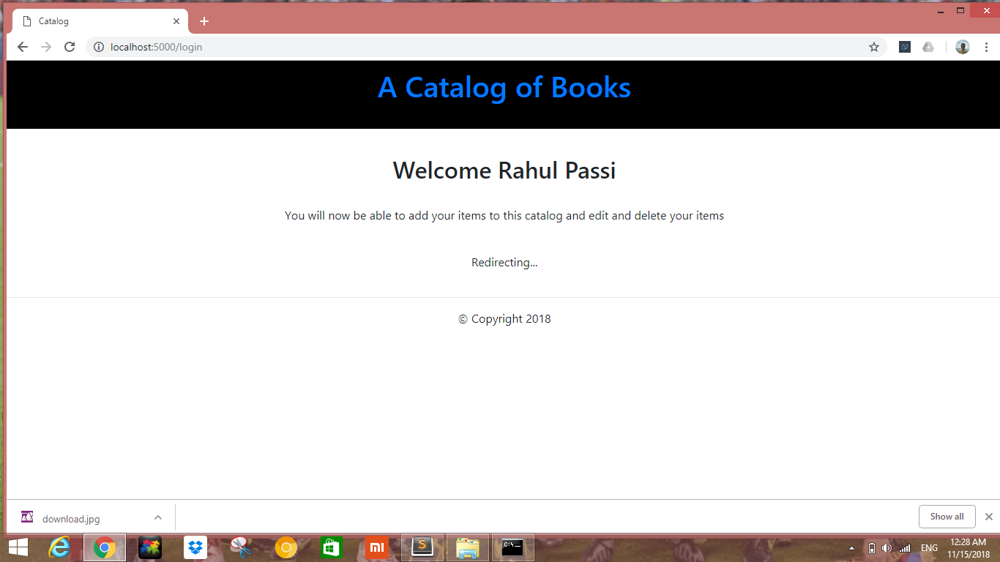 Catalog
localhost:5000/login
A Catalog of Books
Welcome Rahul Passi
You will now be able to add your items to this catalog and edit and delete your items
Redirecting...
© Copyright 2018
download.jpg
Show all
mi
S
C:\_
ENG
12:28 AM
11/15/2018